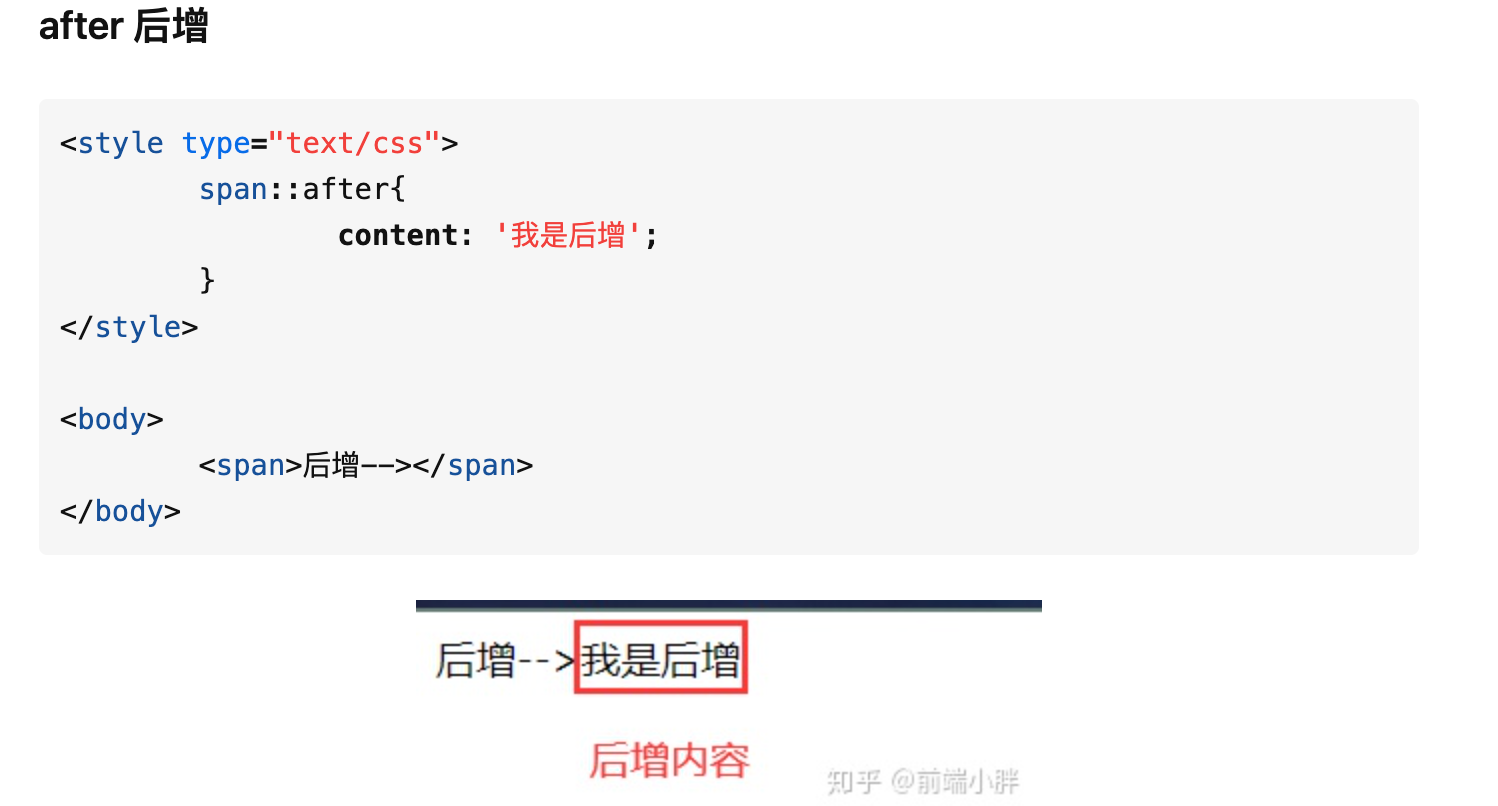 after 后增
<style type="text/css">
span::after{
content: '我是后增';
}
</style>
<body>
<span>后增--></span>
</body>
后增-->我是后增
后增内容
知乎 @前端小胖